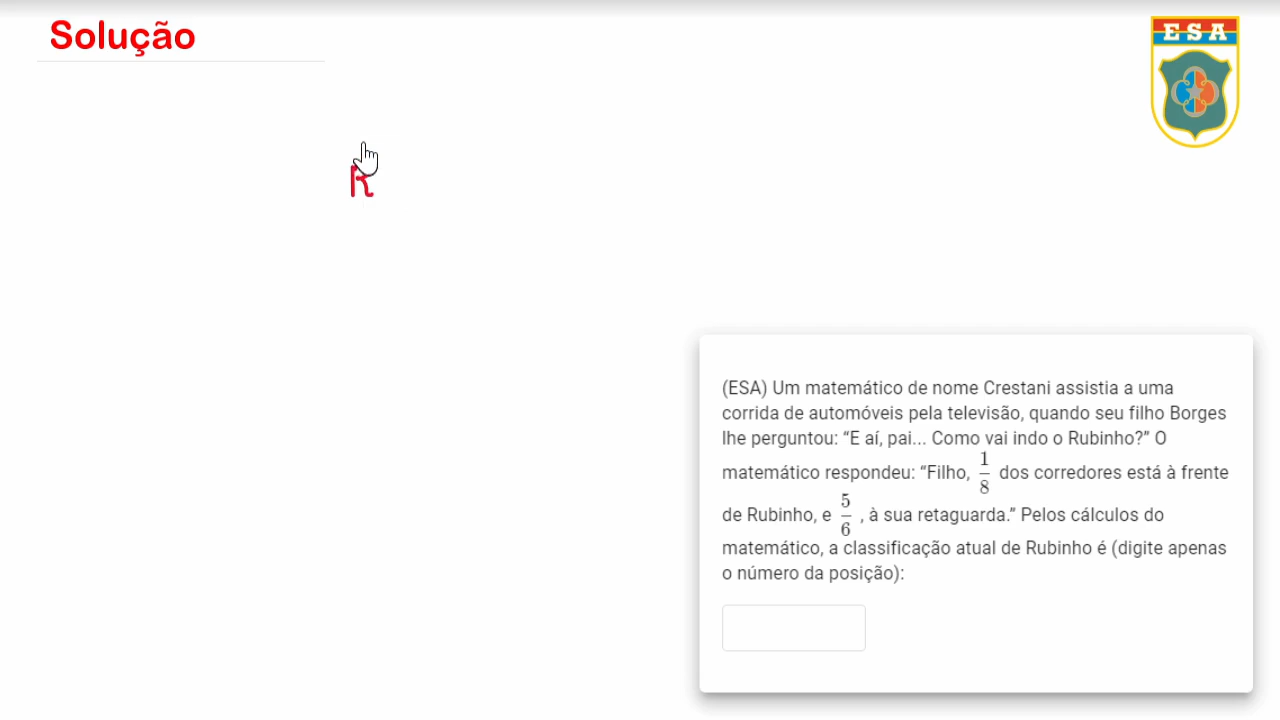 Solução
ESA
R
(ESA) Um matemático de nome Crestani assistia a uma
corrida de automóveis pela televisão, quando seu filho Borges
lhe perguntou: “E aí, pai... Como vai indo o Rubinho?” O
matemático respondeu: “Filho, 1/8 dos corredores está à frente
de Rubinho, e 5/6 , à sua retaguarda.” Pelos cálculos do
matemático, a classificação atual de Rubinho é (digite apenas
o número da posição):